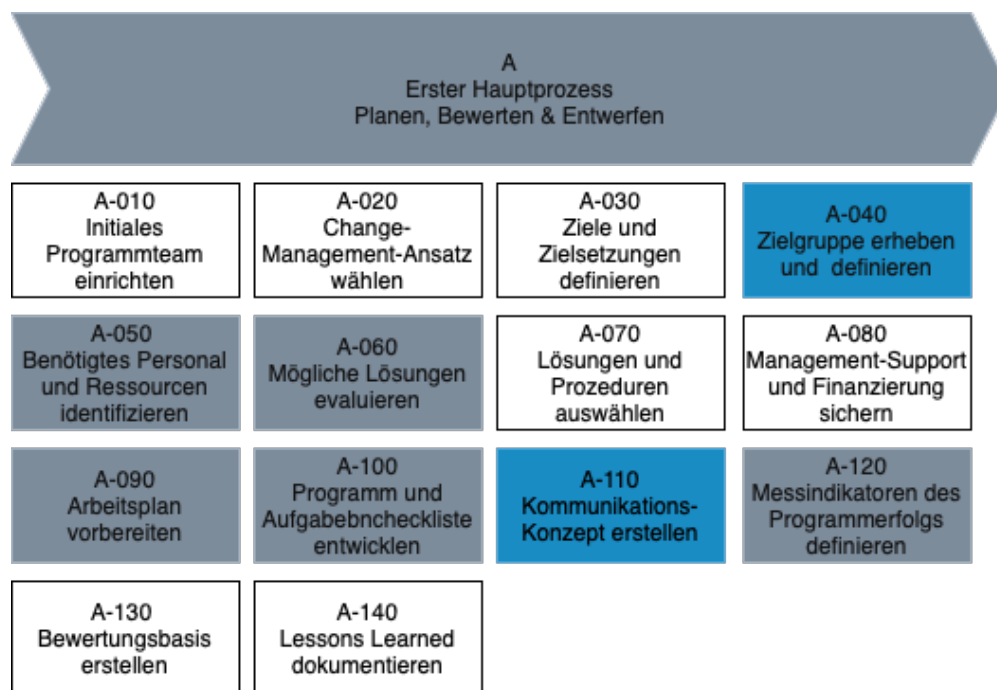 A
Erster Hauptprozess
Planen, Bewerten & Entwerfen
A-010
Initiales
Programmteam
einrichten
A-020
Change-
Management-Ansatz
wählen
A-030
Ziele und
Zielsetzungen
definieren
A-040
Zielgruppe erheben
und definieren
A-050
Benötigtes Personal
und Ressourcen
identifizieren
A-060
Mögliche Lösungen
evaluieren
A-070
Lösungen und
Prozeduren
auswählen
A-080
Management-Support
und Finanzierung
sichern
A-090
Arbeitsplan
vorbereiten
A-100
Programm und
Aufgabebncheckliste
entwicklen
A-110
Kommunikations-
Konzept erstellen
A-120
Messindikatoren des
Programmerfolgs
definieren
A-130
Bewertungsbasis
erstellen
A-140
Lessons Learned
dokumentieren